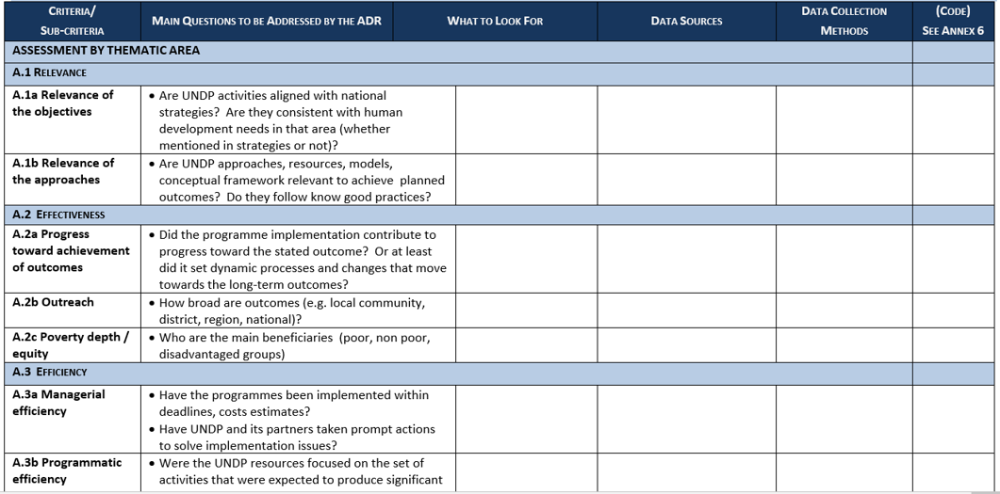 CRITERIA/
SUB-CRITERIA
MAIN QUESTIONS TO BE ADDRESSED BY THE ADR
WHAT TO LOOK FOR
DATA SOURCES
DATA COLLECTION
METHODS
(CODE)
SEE ANNEX 6
ASSESSMENT BY THEMATIC AREA
A.1 RELEVANCE
A.1a Relevance of
the objectives
• Are UNDP activities aligned with national
strategies? Are they consistent with human
development needs in that area (whether
mentioned in strategies or not)?
A.1b Relevance of
the approaches
• Are UNDP approaches, resources, models,
conceptual framework relevant to achieve planned
outcomes? Do they follow know good practices?
A.2 EFFECTIVENESS
A.2a Progress
toward achievement
of outcomes
• Did the programme implementation contribute to
progress toward the stated outcome? Or at least
did it set dynamic processes and changes that move
towards the long-term outcomes?
A.2b Outreach
• How broad are outcomes (e.g. local community,
district, region, national)?
A.2c Poverty depth /
equity
• Who are the main beneficiaries (poor, non poor,
disadvantaged groups)
A.3 EFFICIENCY
A.3a Managerial
efficiency
• Have the programmes been implemented within
deadlines, costs estimates?
• Have UNDP and its partners taken prompt actions
to solve implementation issues?
A.3b Programmatic
efficiency
• Were the UNDP resources focused on the set of
activities that were expected to produce significant